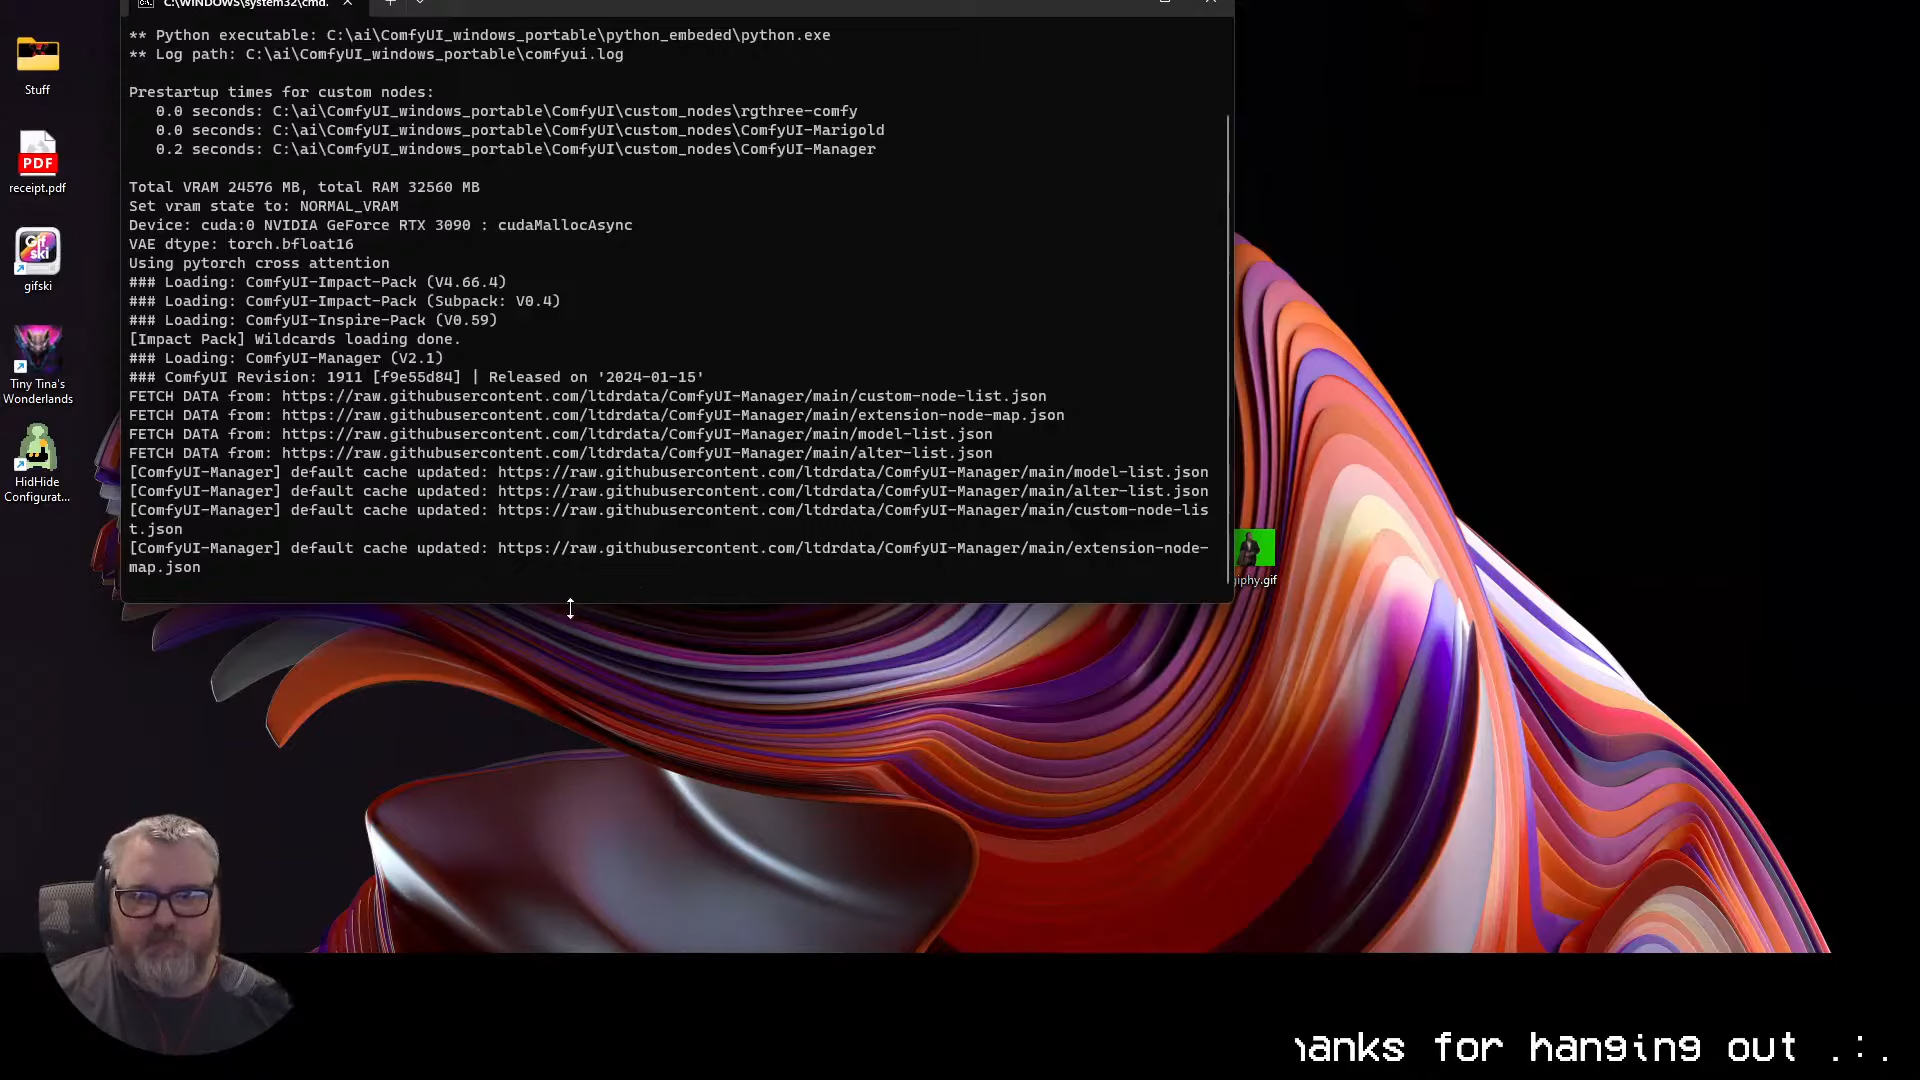 C:\WINDOWS\system32\cmd.
** Python executable: C:\ai\ComfyUI_windows_portable\python_embeded\python.exe
** Log path: C:\ai\ComfyUI_windows_portable\comfyui.log
Prestartup times for custom nodes:
0.0 seconds: C:\ai\ComfyUI_windows_portable\ComfyUI\custom_nodes\rgthree-comfy
0.0 seconds: C:\ai\ComfyUI_windows_portable\ComfyUI\custom_nodes\ComfyUI-Marigold
0.2 seconds: C:\ai\ComfyUI_windows_portable\ComfyUI\custom_nodes\ComfyUI-Manager
Total VRAM 24576 MB, total RAM 32560 MB
Set vram state to: NORMAL_VRAM
Device: cuda:0 NVIDIA GeForce RTX 3090 : cudaMallocAsync
VAE dtype: torch.bfloat16
Using pytorch cross attention
### Loading: ComfyUI-Impact-Pack (V4.66.4)
### Loading: ComfyUI-Impact-Pack (Subpack: V0.4)
### Loading: ComfyUI-Inspire-Pack (V0.59)
[Impact Pack] Wildcards loading done.
### Loading: ComfyUI-Manager (V2.1)
### ComfyUI Revision: 1911 [f9e55d84] | Released on '2024-01-15'
FETCH DATA from: https://raw.githubusercontent.com/ltdrdata/ComfyUI-Manager/main/custom-node-list.json
FETCH DATA from: https://raw.githubusercontent.com/ltdrdata/ComfyUI-Manager/main/extension-node-map.json
FETCH DATA from: https://raw.githubusercontent.com/ltdrdata/ComfyUI-Manager/main/model-list.json
FETCH DATA from: https://raw.githubusercontent.com/ltdrdata/ComfyUI-Manager/main/alter-list.json
[ComfyUI-Manager] default cache updated: https://raw.githubusercontent.com/ltdrdata/ComfyUI-Manager/main/model-list.json
[ComfyUI-Manager] default cache updated: https://raw.githubusercontent.com/ltdrdata/ComfyUI-Manager/main/alter-list.json
[ComfyUI-Manager] default cache updated: https://raw.githubusercontent.com/ltdrdata/ComfyUI-Manager/main/custom-node-lis
t.json
[ComfyUI-Manager] default cache updated: https://raw.githubusercontent.com/ltdrdata/ComfyUI-Manager/main/extension-node-
map.json
Stuff
PDF
receipt.pdf
Gif
ski
gifski
Tiny Tina's
Wonderlands
HidHide
Configurat...
giphy.gif
hanks for hanging out .:.